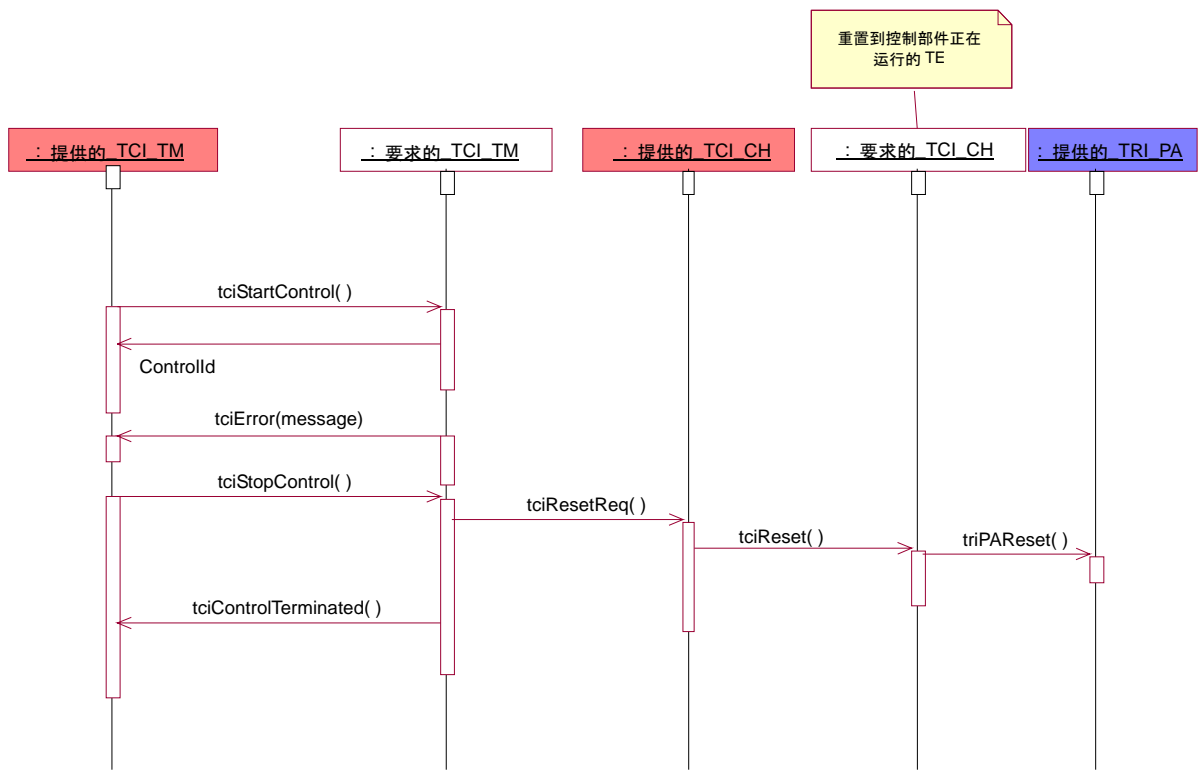 重置到控制部件正在
运行的 TE
: 提供的_TCI_TM
: 要求的_TCI_TM
: 提供的_TCI_CH
: 要求的_TCI_CH
: 提供的_TRI_PA
tciStartControl( )
ControlId
tciError(message)
tciStopControl( )
tciResetReq( )
tciReset( )
triPAReset( )
tciControlTerminated( )